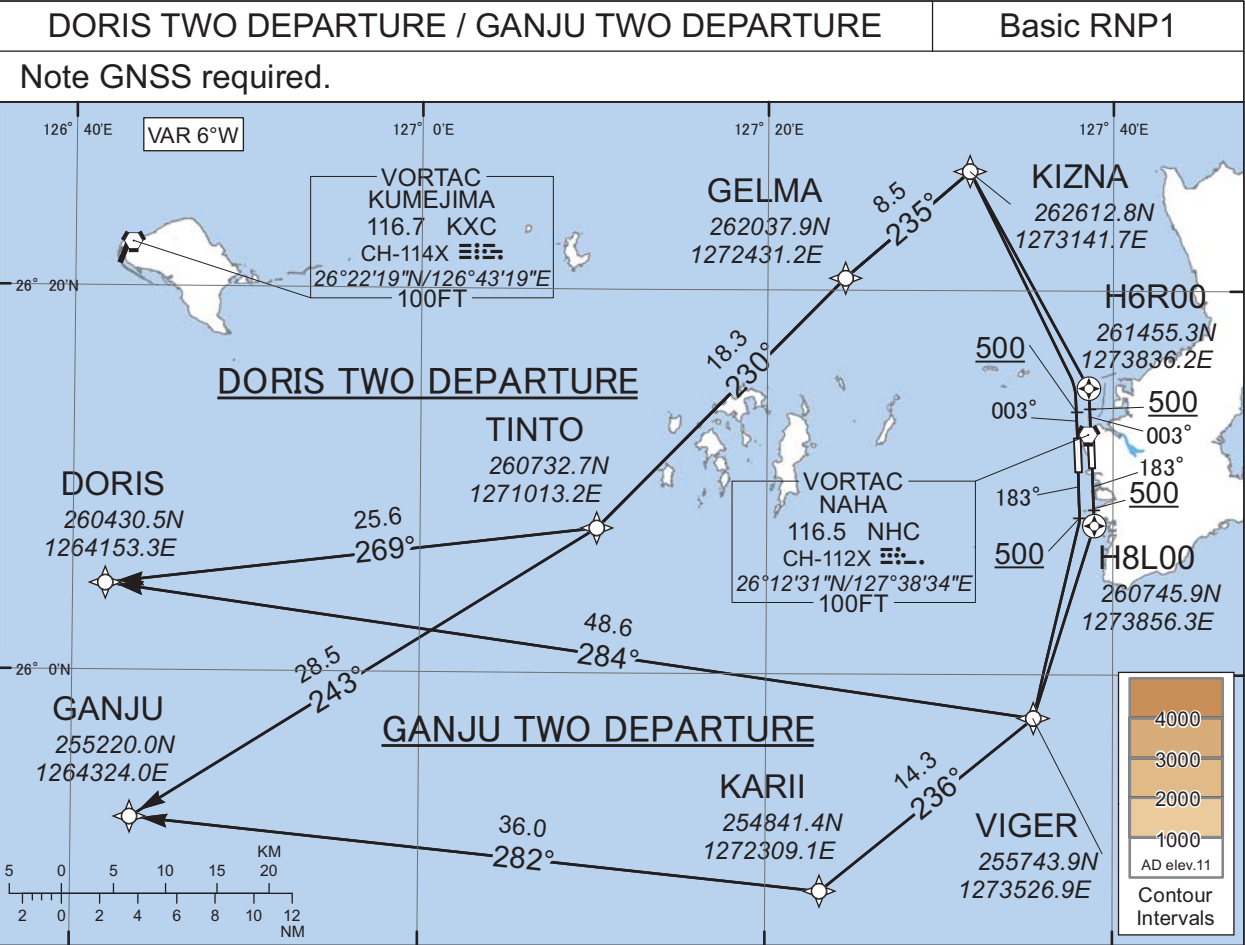 DORIS TWO DEPARTURE / GANJU TWO DEPARTURE
Basic RNP1
Note GNSS required.
126° 40'E
127° 0'E
127° 20'E
127° 40'E
VAR 6°W
VORTAC
KUMEJIMA
116.7 KXC
CH-114X
26°22'19"N/126°43'19"E
100FT
GELMA
262037.9N
1272431.2E
8.5
235°
KIZNA
262612.8N
1273141.7E
26° 20'N
H6R00
261455.3N
1273836.2E
18.3
230°
500
DORIS TWO DEPARTURE
003°
500
003°
TINTO
260732.7N
1271013.2E
DORIS
260430.5N
1264153.3E
25.6
269°
VORTAC
NAHA
116.5 NHC
CH-112X
26°12'31"N/127°38'34"E
100FT
183°
183°
500
500
H8L00
260745.9N
1273856.3E
48.6
284°
26° 0'N
28.5
243°
GANJU
255220.0N
1264324.0E
GANJU TWO DEPARTURE
14.3
236°
KARII
254841.4N
1272309.1E
VIGER
255743.9N
1273526.9E
36.0
282°
4000
3000
2000
1000
AD elev.11
Contour
Intervals
KM
5 0 5 10 15 20
2 0 2 4 6 8 10 12
NM